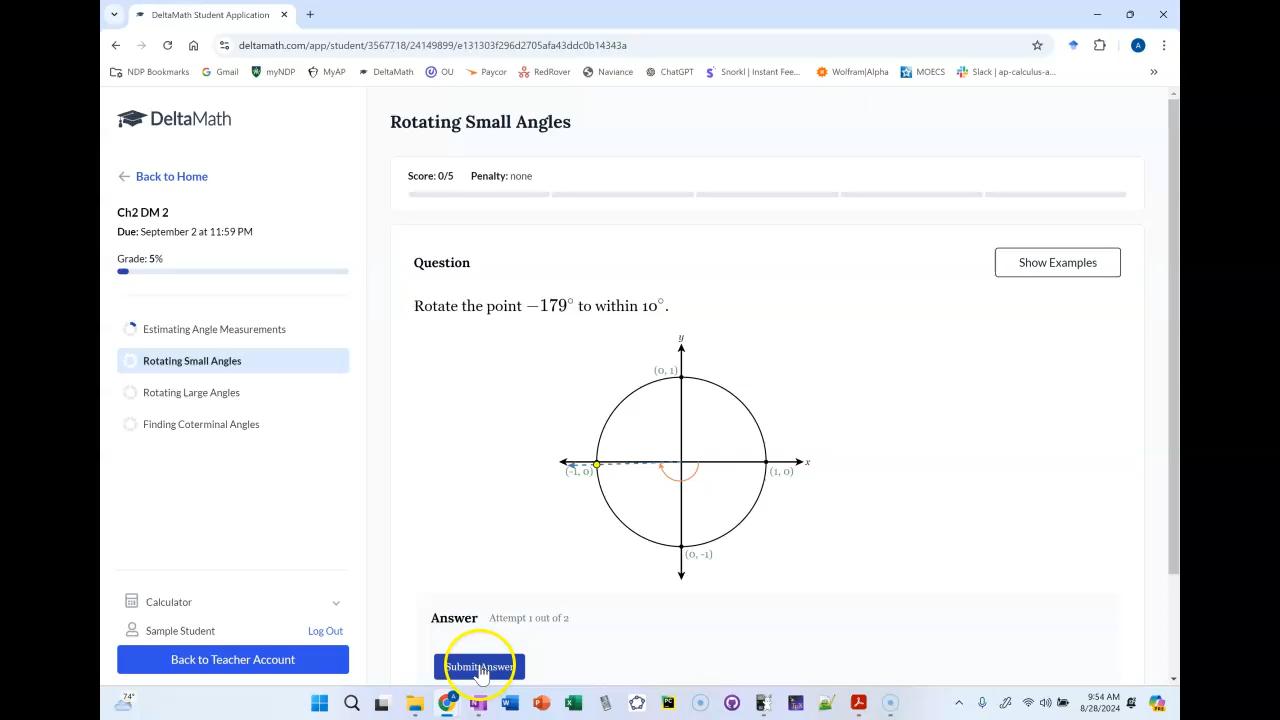 DeltaMath Student Application
deltamath.com/app/student/3567718/24149899/e131303f296d2705afa43ddc0b14343a
A
NDP Bookmarks
Gmail
myNDP
MyAP
DeltaMath
OU
Paycor
RedRover
Naviance
ChatGPT
Snorkl | Instant Fee...
Wolfram|Alpha
MOECS
Slack | ap-calculus-a...
DeltaMath
Back to Home
Ch2 DM 2
Due: September 2 at 11:59 PM
Grade: 5%
Estimating Angle Measurements
Rotating Small Angles
Rotating Large Angles
Finding Coterminal Angles
Calculator
Sample Student
Log Out
Back to Teacher Account
Rotating Small Angles
Score: 0/5 Penalty: none
Question
Show Examples
Rotate the point −179° to within 10°.
y
(0, 1)
x
(-1, 0)
(1, 0)
(0, -1)
Answer Attempt 1 out of 2
Submit Answer
74°
9:54 AM
8/28/2024